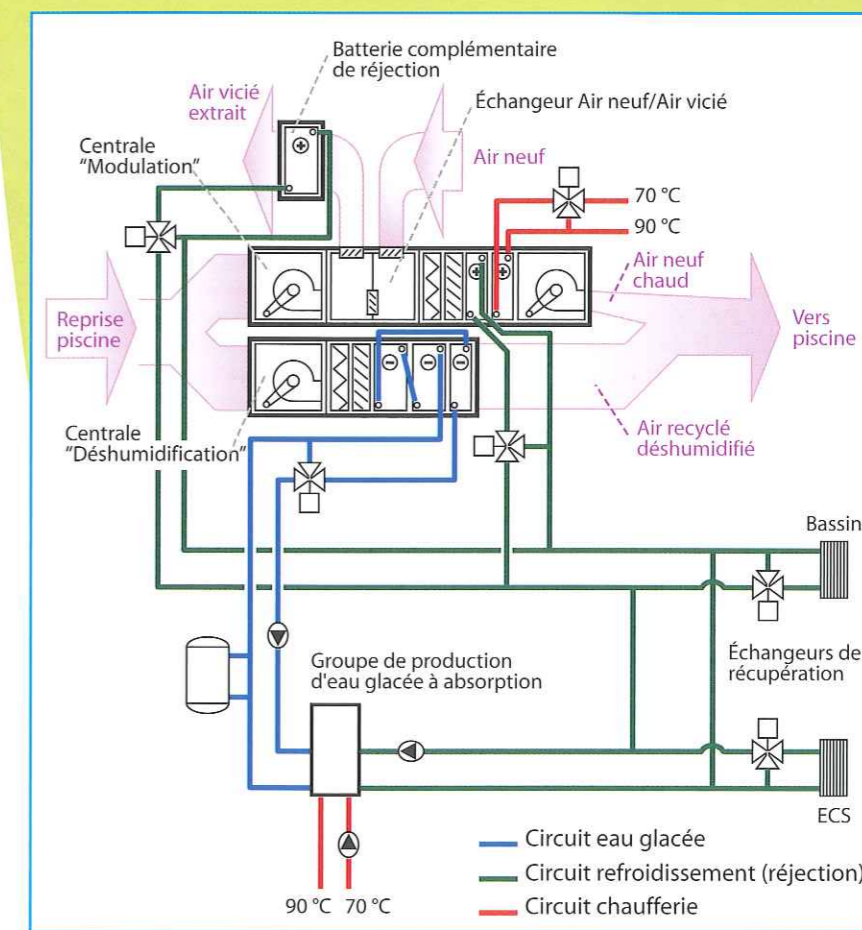 Batterie complémentaire
de réjection
Air vicié
extrait
Échangeur Air neuf/Air vicié
Centrale
"Modulation"
Air neuf
70 °C
90 °C
Air neuf
chaud
Reprise
piscine
Vers
piscine
Centrale
"Déshumidification"
Air recyclé
déshumidifié
Bassin
Groupe de production
d'eau glacée à absorption
Échangeurs de
récupération
ECS
Circuit eau glacée
Circuit refroidissement (réjection)
Circuit chaufferie
90 °C 70 °C